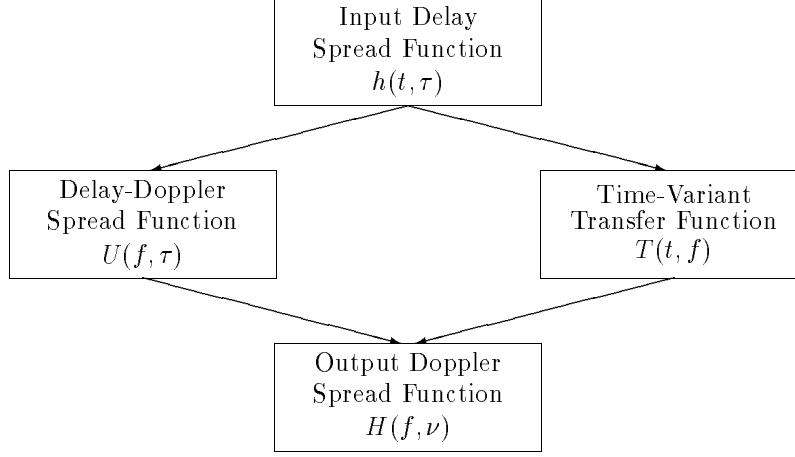 Input Delay
Spread Function
h(t, τ)
Delay-Doppler
Spread Function
U(f, τ)
Time-Variant
Transfer Function
T(t, f)
Output Doppler
Spread Function
H(f, ν)